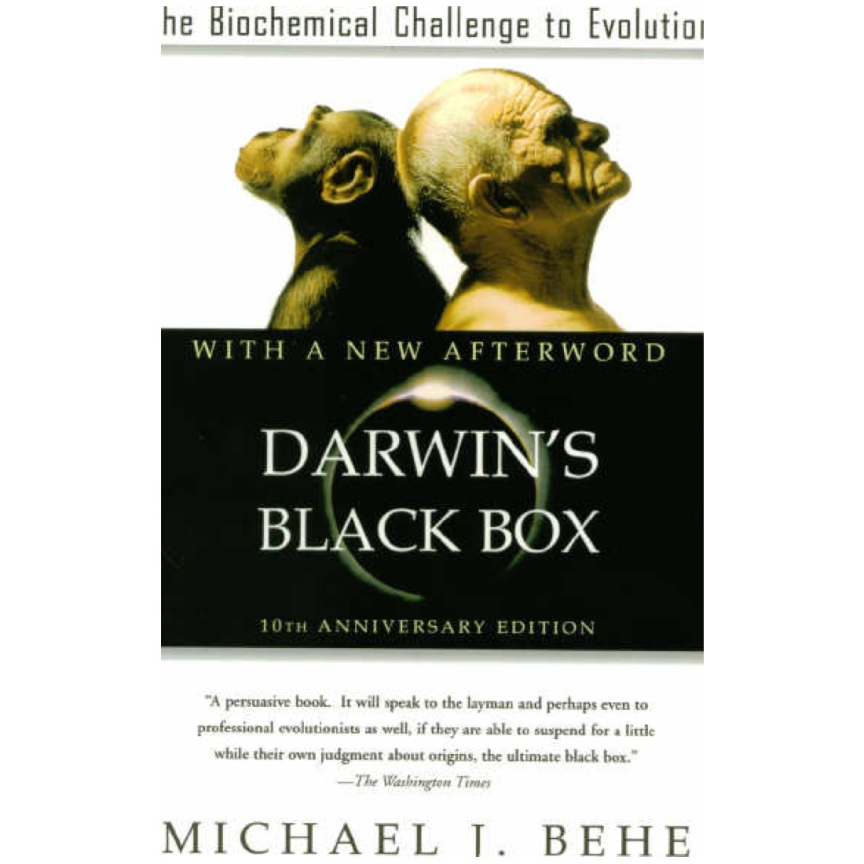 he Biochemical Challenge to Evolution
WITH A NEW AFTERWORD
DARWIN'S
BLACK BOX
10TH ANNIVERSARY EDITION
"A persuasive book. It will speak to the layman and perhaps even to
professional evolutionists as well, if they are able to suspend for a little
while their own judgment about origins, the ultimate black box."
—The Washington Times
MICHAEL J. BEHE